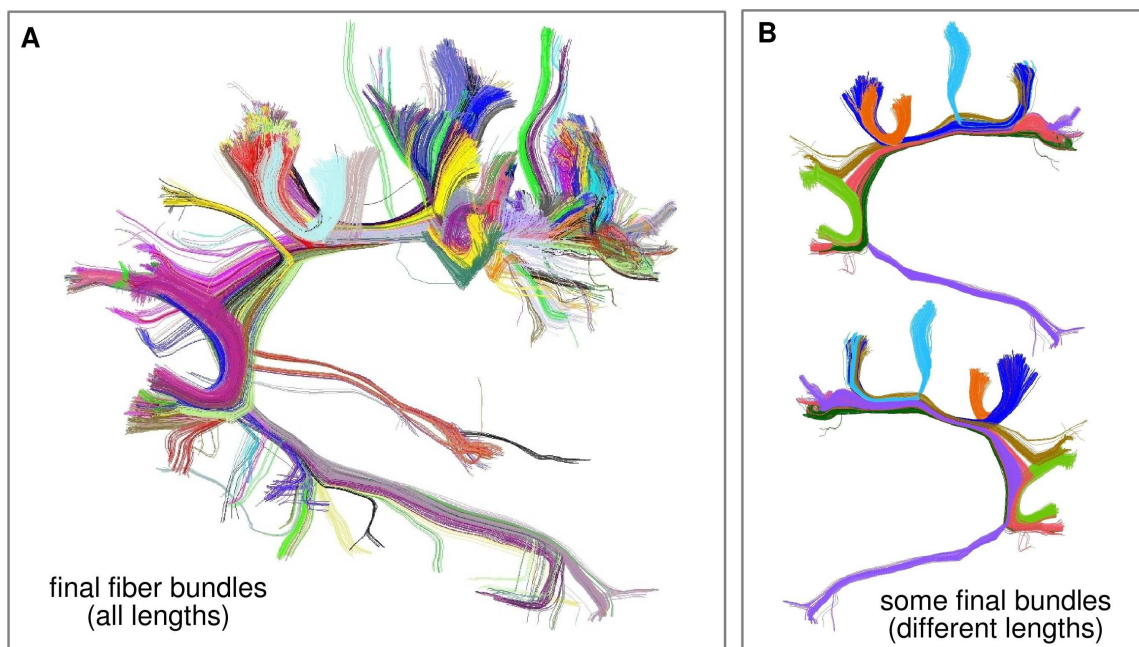 A
final fiber bundles
(all lengths)
B
some final bundles
(different lengths)